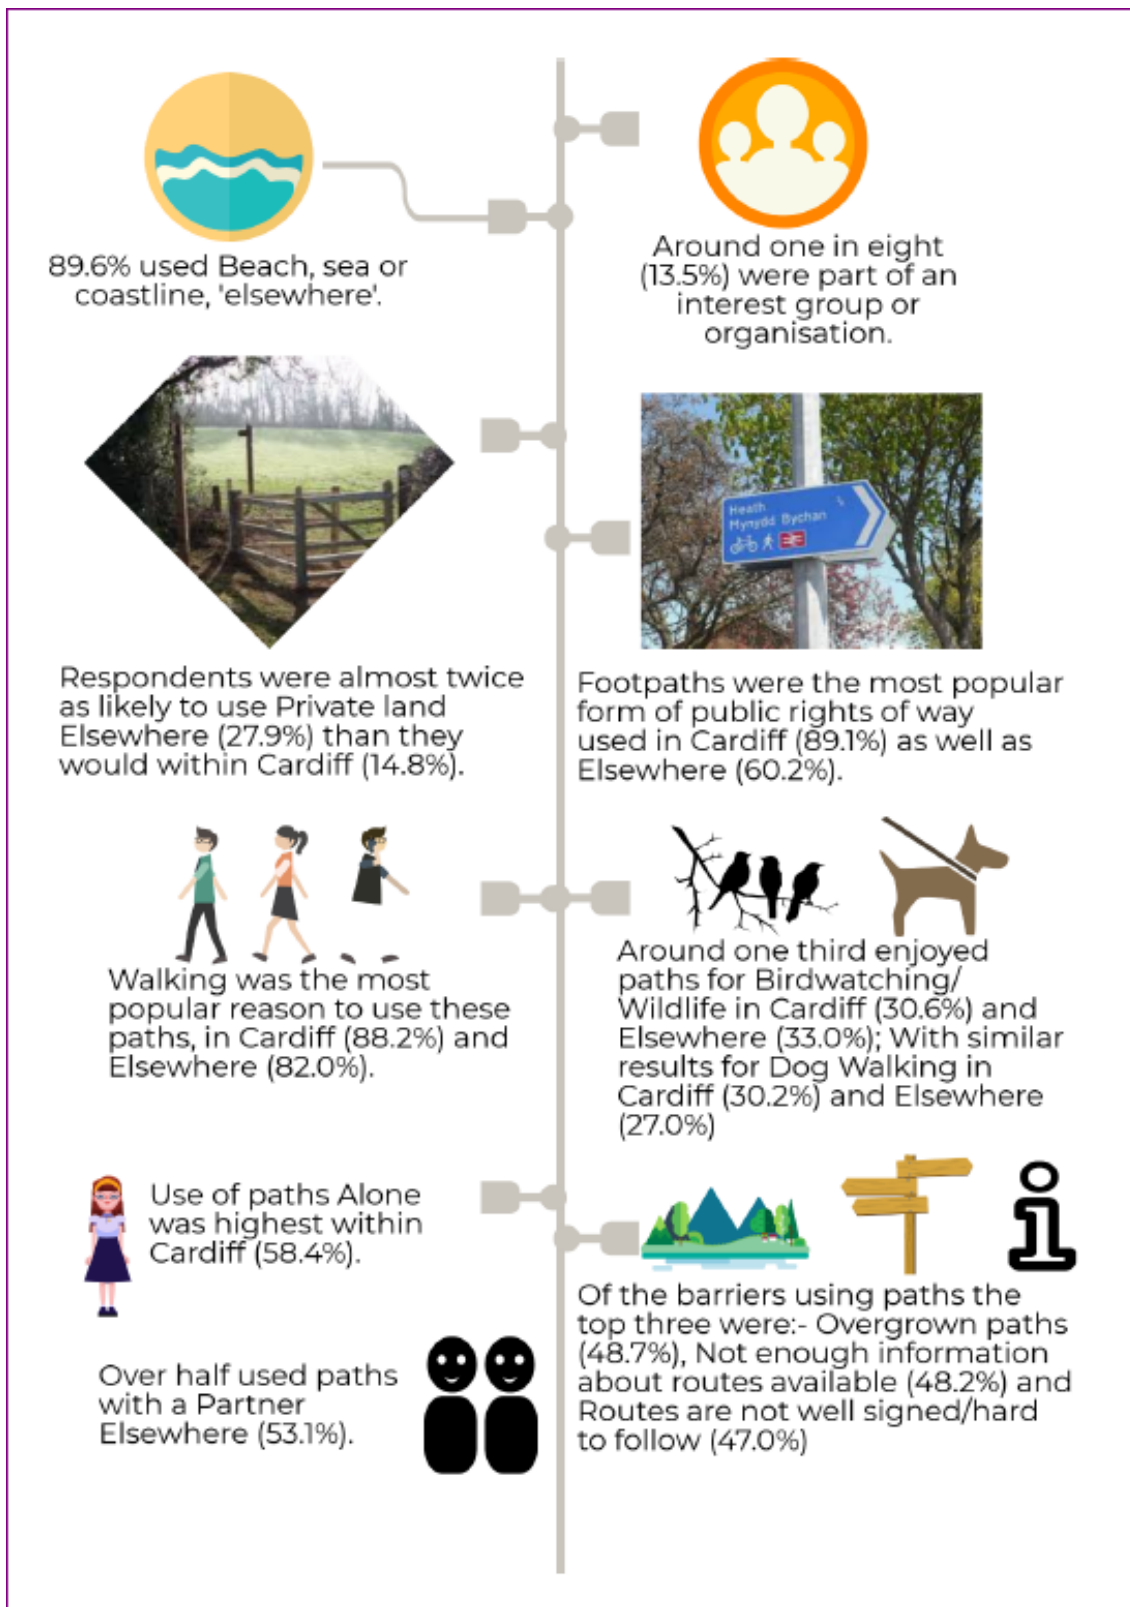 89.6% used Beach, sea or
coastline, 'elsewhere'.
Around one in eight
(13.5%) were part of an
interest group or
organisation.
Heath
Mynydd Bychan
Respondents were almost twice
as likely to use Private land
Elsewhere (27.9%) than they
would within Cardiff (14.8%).
Footpaths were the most popular
form of public rights of way
used in Cardiff (89.1%) as well as
Elsewhere (60.2%).
Walking was the most
popular reason to use these
paths, in Cardiff (88.2%) and
Elsewhere (82.0%).
Around one third enjoyed
paths for Birdwatching/
Wildlife in Cardiff (30.6%) and
Elsewhere (33.0%); With similar
results for Dog Walking in
Cardiff (30.2%) and Elsewhere
(27.0%)
Use of paths Alone
was highest within
Cardiff (58.4%).
i
Of the barriers using paths the
top three were:- Overgrown paths
(48.7%), Not enough information
about routes available (48.2%) and
Routes are not well signed/hard
to follow (47.0%)
Over half used paths
with a Partner
Elsewhere (53.1%).